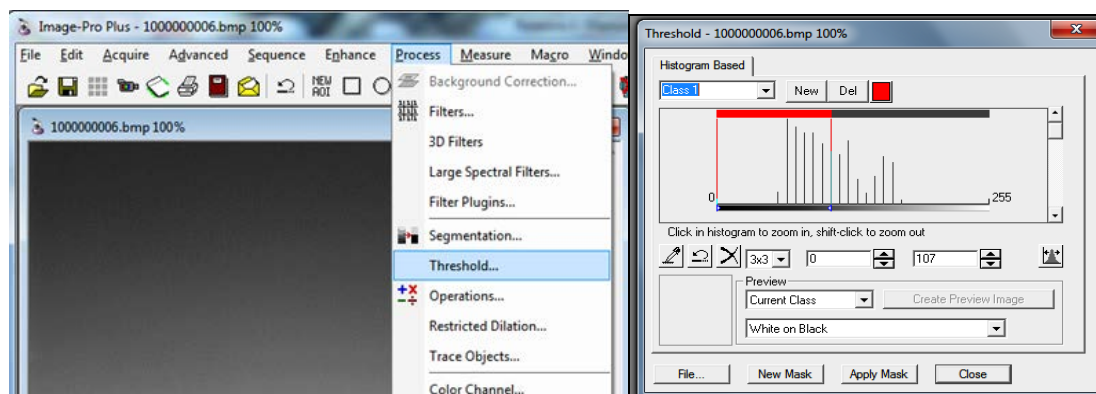 Image-Pro Plus - 1000000006.bmp 100%
File Edit Acquire Advanced Sequence Enhance Process Measure Macro Windo
NEW
AOI
1000000006.bmp 100%
Background Correction...
Filters...
3D Filters
Large Spectral Filters...
Filter Plugins...
Segmentation...
Threshold...
Operations...
Restricted Dilation...
Trace Objects...
Color Channel...
Threshold - 1000000006.bmp 100%
Histogram Based
Class 1 New Del
0 255
Click in histogram to zoom in, shift-click to zoom out
3x3 0 107
Preview
Current Class Create Preview Image
White on Black
File... New Mask Apply Mask Close